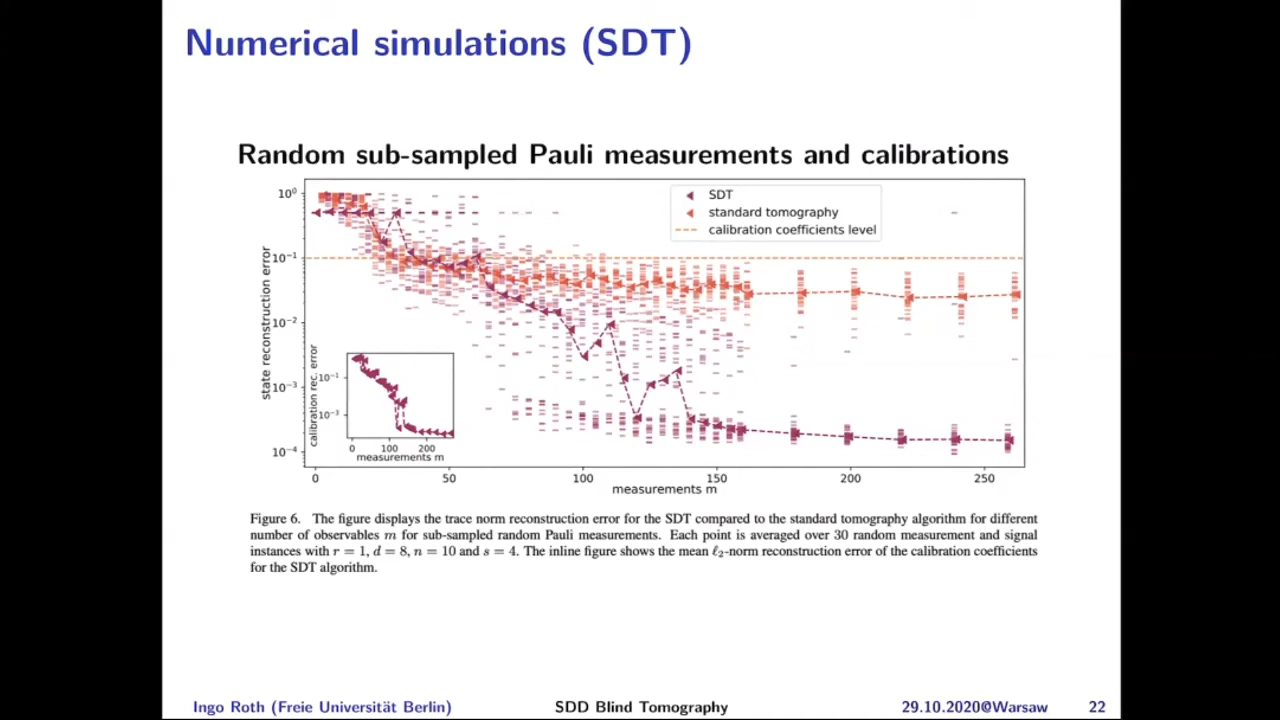 Numerical simulations (SDT)
Random sub-sampled Pauli measurements and calibrations
SDT
standard tomography
calibration coefficients level
state reconstruction error
10⁰
10⁻¹
10⁻²
10⁻³
10⁻⁴
calibration rec. error
10⁻¹
10⁻³
0 100 200
measurements m
0 50 100 150 200 250
measurements m
Figure 6. The figure displays the trace norm reconstruction error for the SDT compared to the standard tomography algorithm for different
number of observables m for sub-sampled random Pauli measurements. Each point is averaged over 30 random measurement and signal
instances with r = 1, d = 8, n = 10 and s = 4. The inline figure shows the mean ℓ₂-norm reconstruction error of the calibration coefficients
for the SDT algorithm.
Ingo Roth (Freie Universität Berlin) SDD Blind Tomography 29.10.2020@Warsaw 22